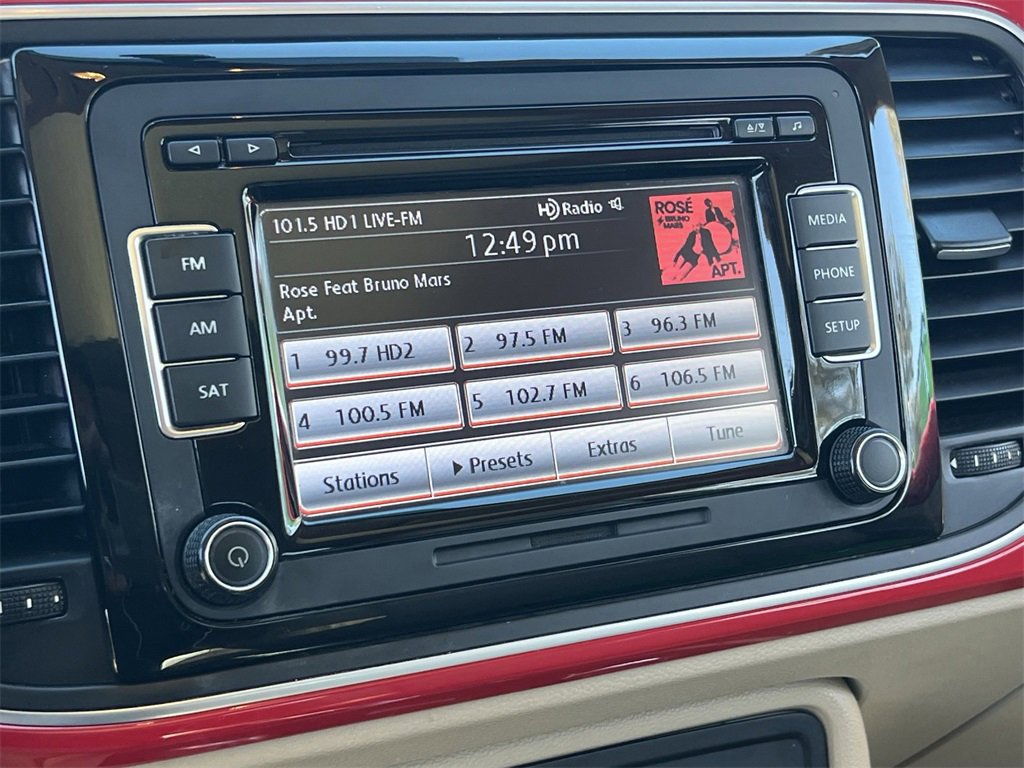 101.5 HD1 LIVE-FM
HD Radio
12:49 pm
Rose Feat Bruno Mars
Apt.
ROSÉ
& BRUNO
MARS
APT.
1 99.7 HD2
2 97.5 FM
3 96.3 FM
4 100.5 FM
5 102.7 FM
6 106.5 FM
Stations
Presets
Extras
Tune
FM
AM
SAT
MEDIA
PHONE
SETUP